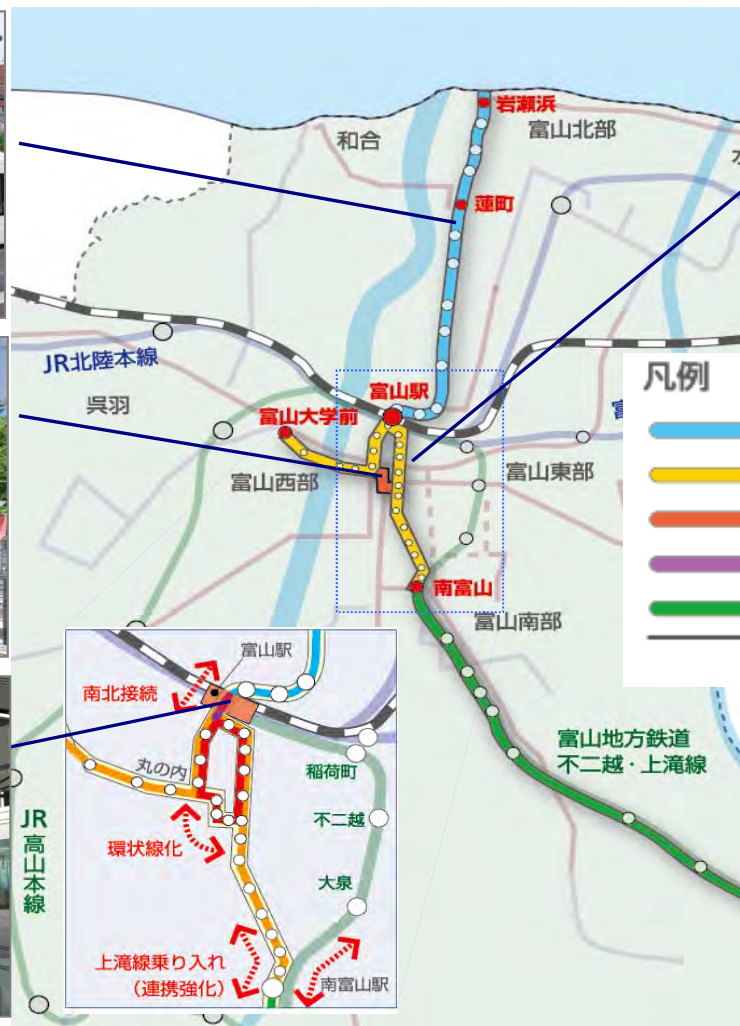 岩瀬浜
富山北部
和合
蓮町
JR北陸本線
富山駅
凡例
呉羽
富山大学前
富山西部
富山東部
南富山
富山南部
富山駅
南北接続
丸の内
稲荷町
不二越
環状線化
大泉
上滝線乗り入れ
（連携強化）
南富山駅
JR
高山本線
富山地方鉄道
不二越・上滝線